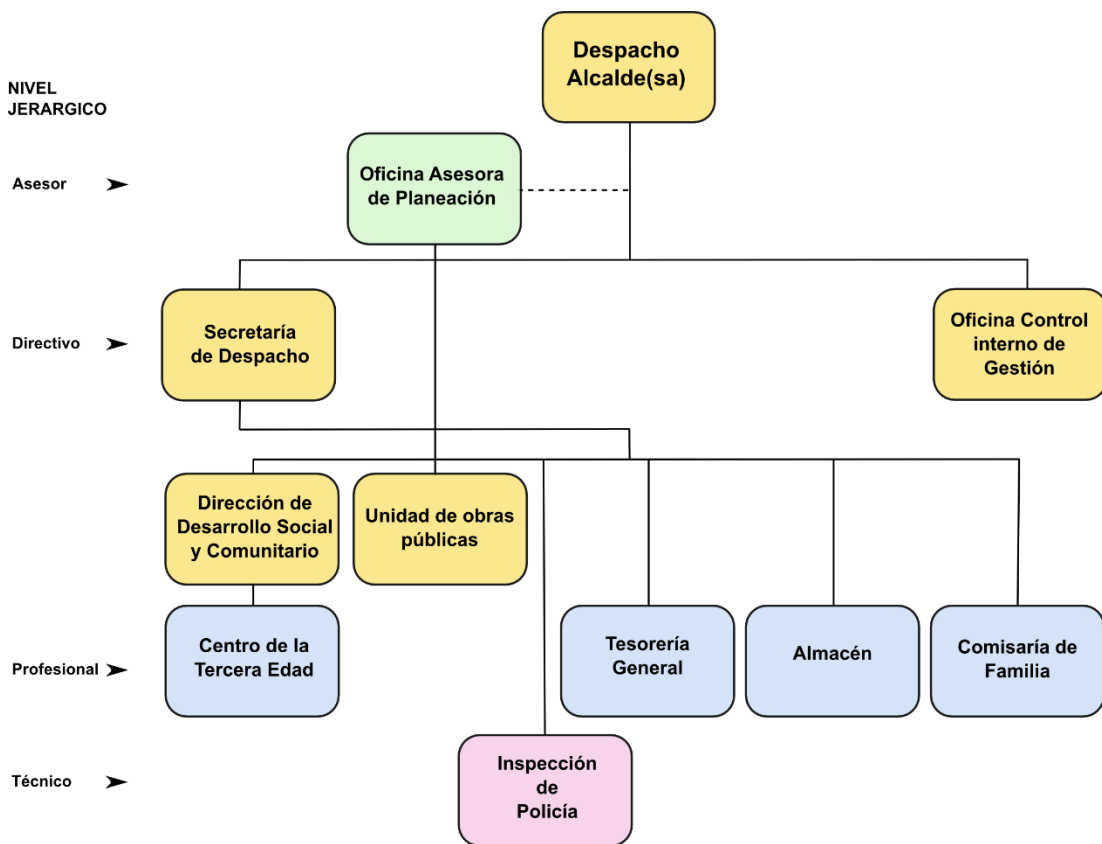 Despacho
Alcalde(sa)
NIVEL
JERARGICO
Asesor
Oficina Asesora
de Planeación
Directivo
Secretaría
de Despacho
Oficina Control
interno de
Gestión
Dirección de
Desarrollo Social
y Comunitario
Unidad de obras
públicas
Profesional
Centro de la
Tercera Edad
Tesorería
General
Almacén
Comisaría de
Familia
Técnico
Inspección
de
Policía